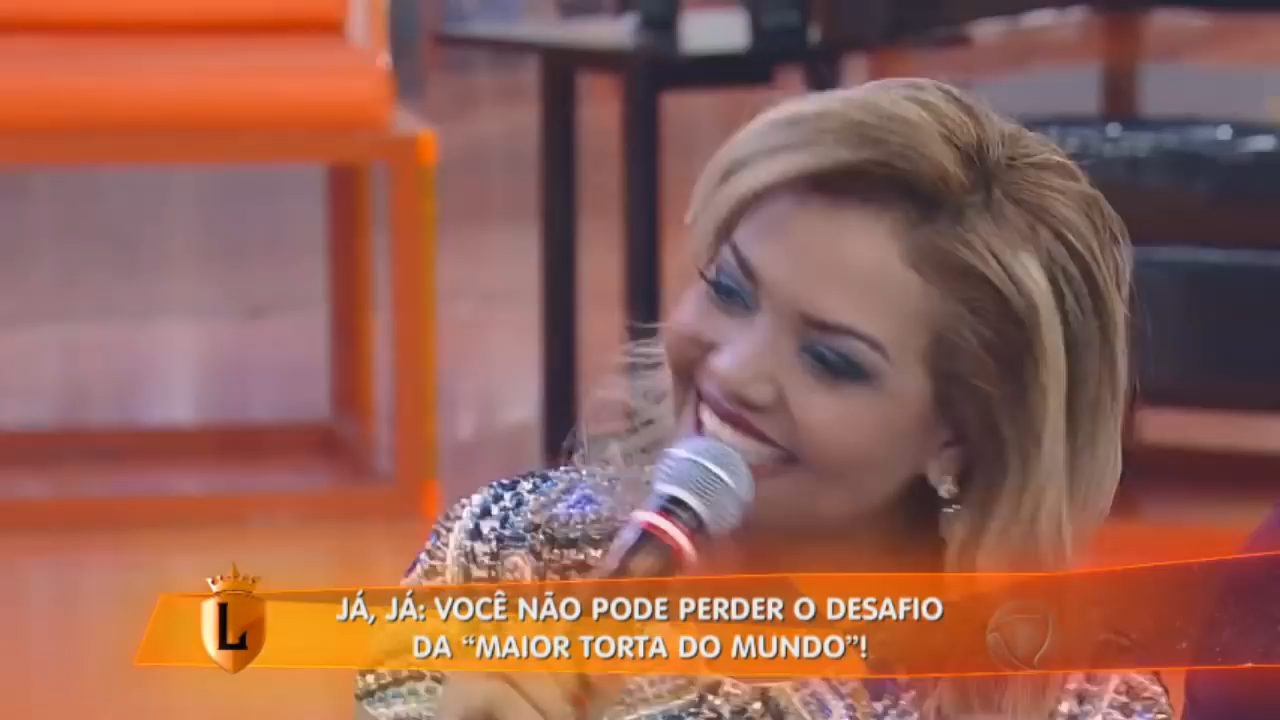 L
JÁ, JÁ: VOCÊ NÃO PODE PERDER O DESAFIO
DA “MAIOR TORTA DO MUNDO”!